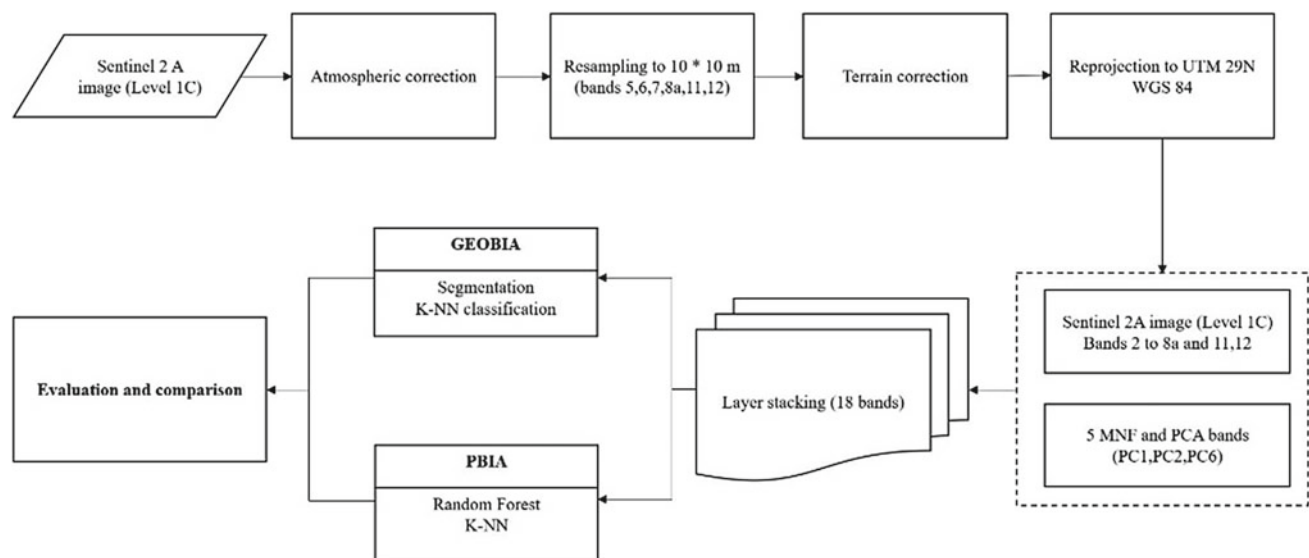 Sentinel 2 A
image (Level 1C)
Atmospheric correction
Resampling to 10 * 10 m
(bands 5,6,7,8a,11,12)
Terrain correction
Reprojection to UTM 29N
WGS 84
Sentinel 2A image (Level 1C)
Bands 2 to 8a and 11,12
5 MNF and PCA bands
(PC1,PC2,PC6)
Layer stacking (18 bands)
GEOBIA
Segmentation
K-NN classification
PBIA
Random Forest
K-NN
Evaluation and comparison